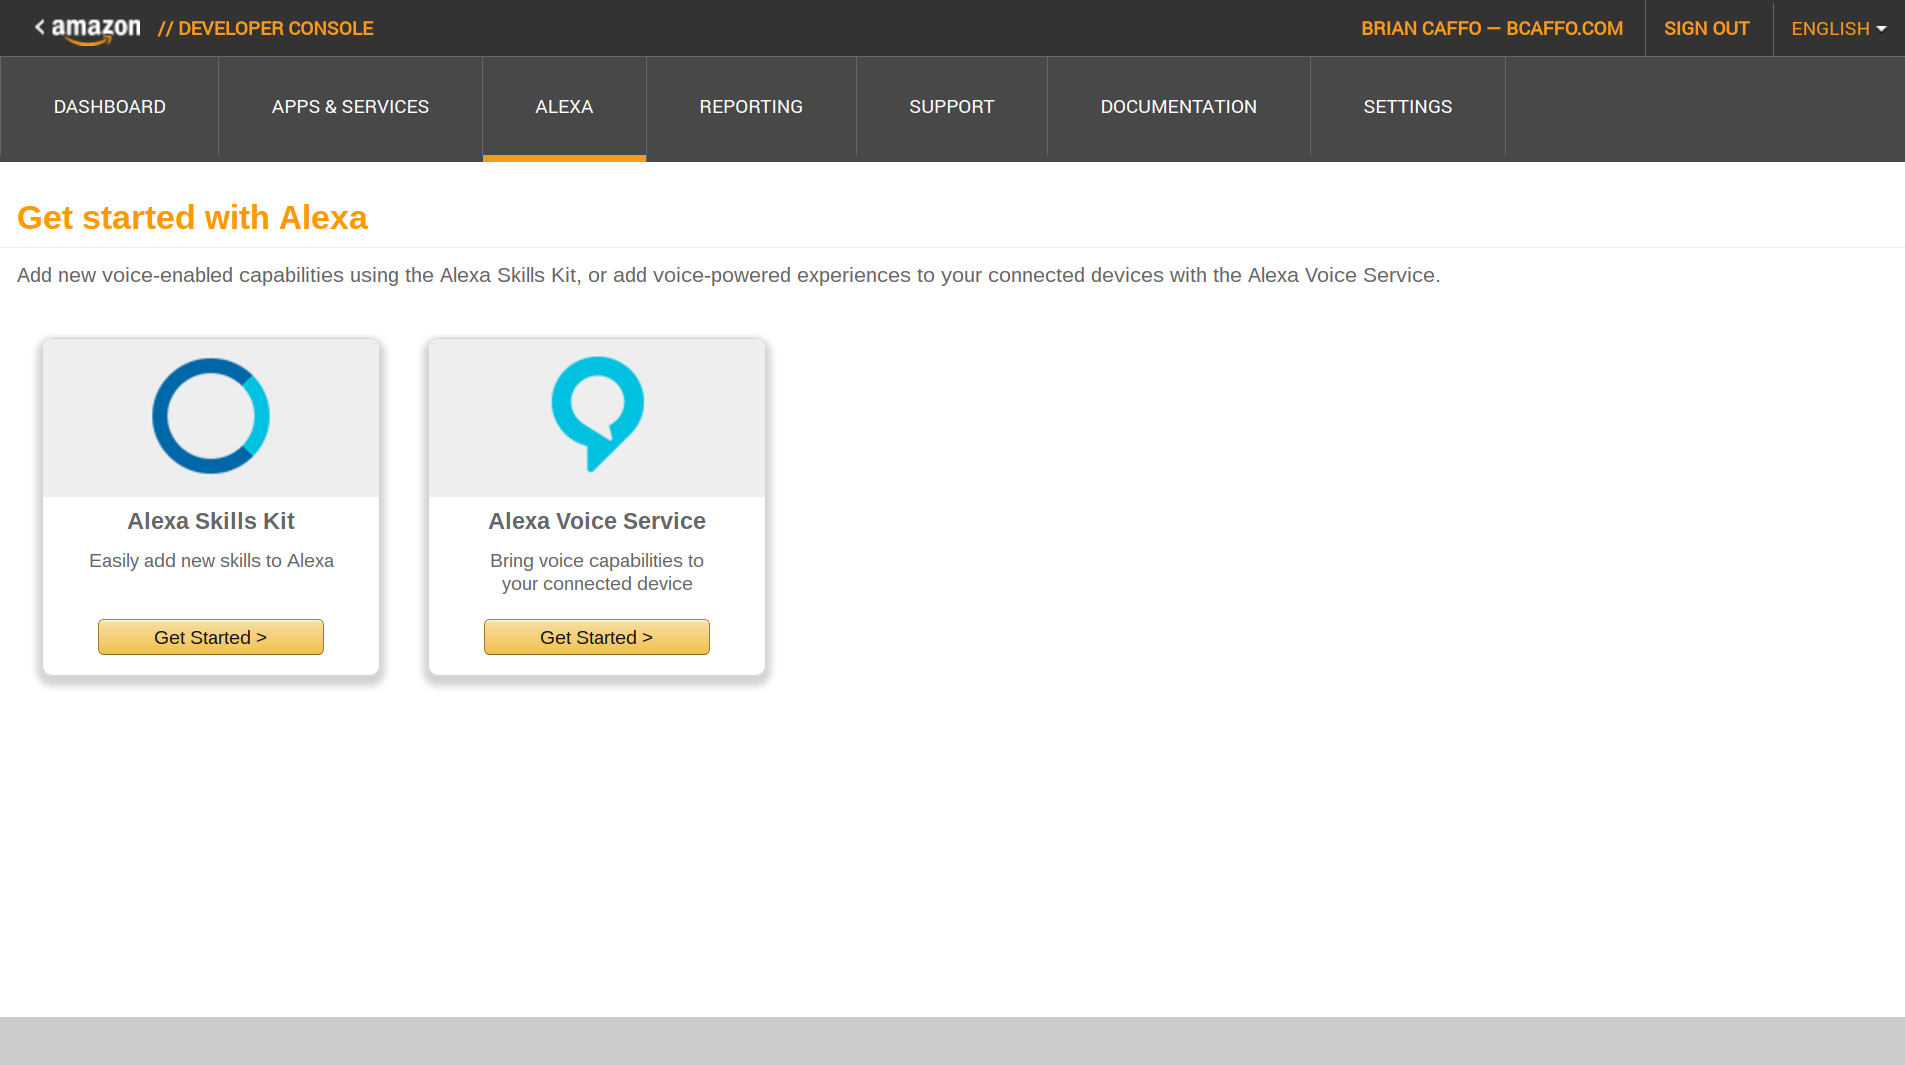 < amazon // DEVELOPER CONSOLE BRIAN CAFFO — BCAFFO.COM SIGN OUT ENGLISH
DASHBOARD APPS & SERVICES ALEXA REPORTING SUPPORT DOCUMENTATION SETTINGS
Get started with Alexa
Add new voice-enabled capabilities using the Alexa Skills Kit, or add voice-powered experiences to your connected devices with the Alexa Voice Service.
Alexa Skills Kit
Easily add new skills to Alexa
Get Started >
Alexa Voice Service
Bring voice capabilities to
your connected device
Get Started >